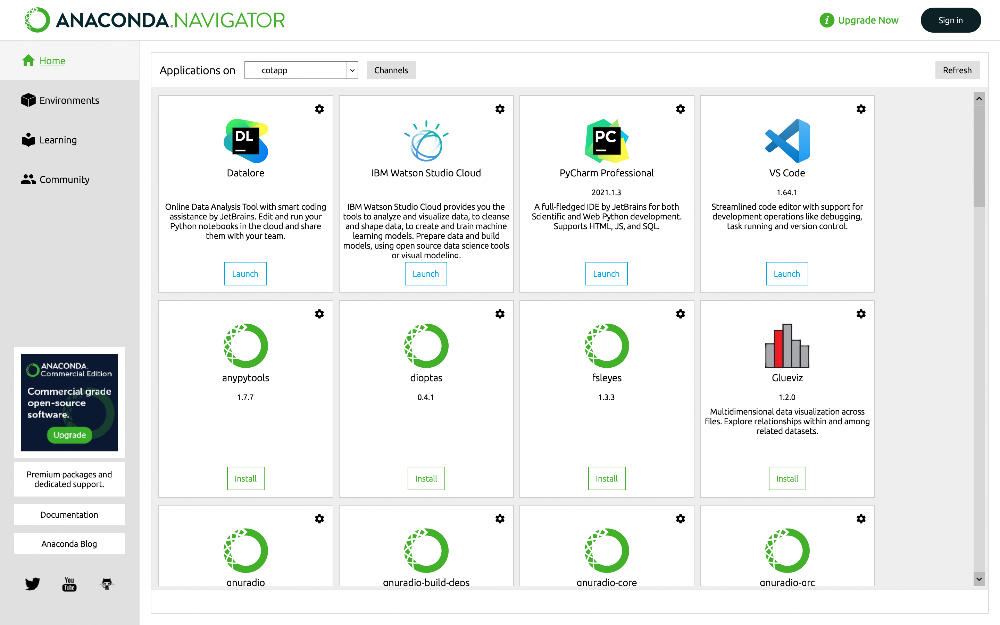 ANACONDA.NAVIGATOR
Upgrade Now
Sign in
Home
Environments
Learning
Community
Applications on
cotapp
Channels
Refresh
DL
Datalore
Online Data Analysis Tool with smart coding
assistance by JetBrains. Edit and run your
Python notebooks in the cloud and share
them with your team.
Launch
IBM Watson Studio Cloud
IBM Watson Studio Cloud provides you the
tools to analyze and visualize data, to cleanse
and shape data, to create and train machine
learning models. Prepare data and build
models, using open source data science tools
or visual modeling.
Launch
PC
PyCharm Professional
2021.1.3
A full-fledged IDE by JetBrains for both
Scientific and Web Python development.
Supports HTML, JS, and SQL.
Launch
VS Code
1.64.1
Streamlined code editor with support for
development operations like debugging,
task running and version control.
Launch
anypytools
1.7.7
Install
dioptas
0.4.1
Install
fsleyes
1.3.3
Install
Glueviz
1.2.0
Multidimensional data visualization across
files. Explore relationships within and among
related datasets.
Install
gnuradio
gnuradio-build-deps
gnuradio-core
gnuradio-grc
ANACONDA.
Commercial Edition
Commercial grade
open-source
software.
Upgrade
Premium packages and
dedicated support.
Documentation
Anaconda Blog
You
Tube